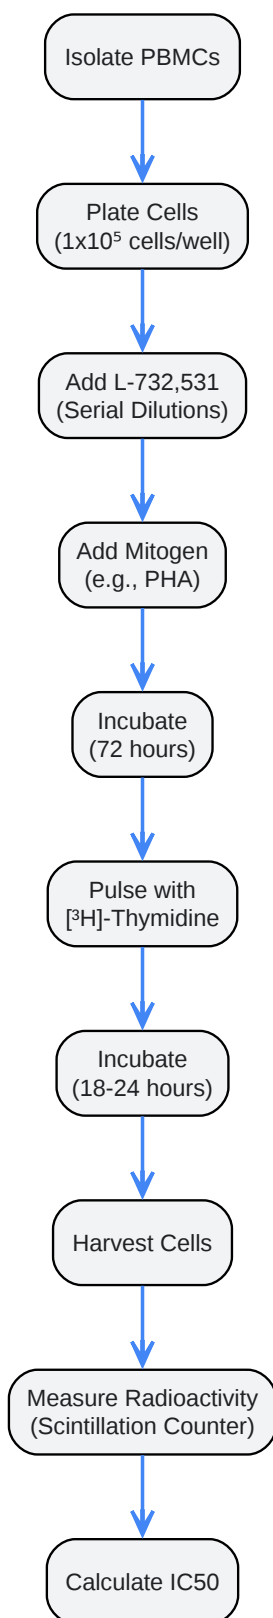 Isolate PBMCs
Plate Cells
(1x10⁵ cells/well)
Add L-732,531
(Serial Dilutions)
Add Mitogen
(e.g., PHA)
Incubate
(72 hours)
Pulse with
[³H]-Thymidine
Incubate
(18-24 hours)
Harvest Cells
Measure Radioactivity
(Scintillation Counter)
Calculate IC50